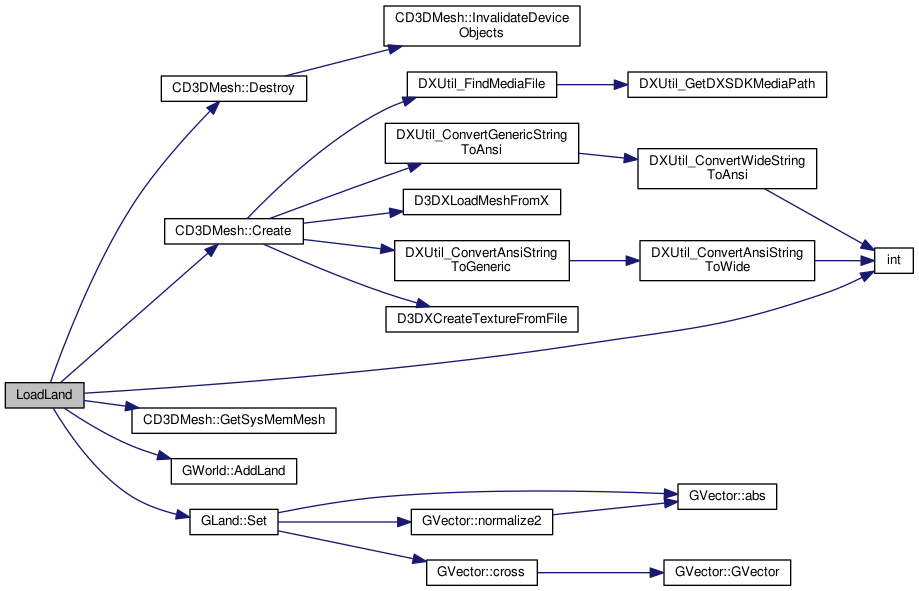 CD3DMesh::InvalidateDevice
Objects
CD3DMesh::Destroy
DXUtil_FindMediaFile
DXUtil_GetDXSDKMediaPath
DXUtil_ConvertGenericString
ToAnsi
DXUtil_ConvertWideString
ToAnsi
D3DXLoadMeshFromX
CD3DMesh::Create
DXUtil_ConvertAnsiString
ToGeneric
DXUtil_ConvertAnsiString
ToWide
int
D3DXCreateTextureFromFile
LoadLand
CD3DMesh::GetSysMemMesh
GWorld::AddLand
GLand::Set
GVector::abs
GVector::normalize2
GVector::cross
GVector::GVector